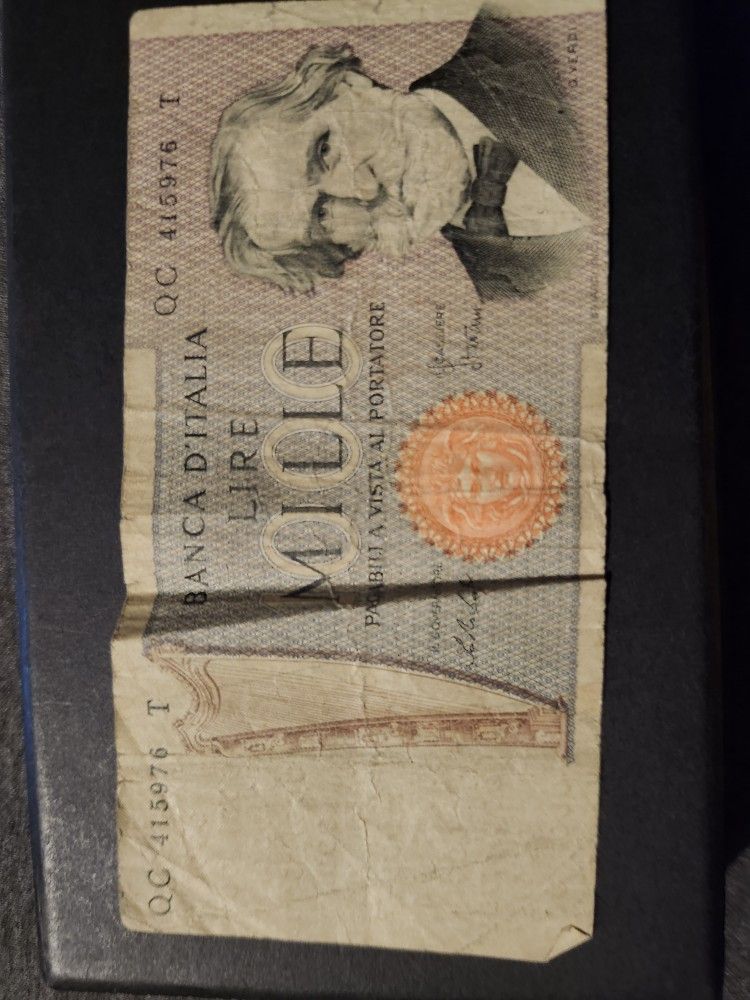 QC 415976 T
QC 415976 T
BANCA D'ITALIA
LIRE
MILLE
PAGABILI A VISTA AL PORTATORE
G. VERDI